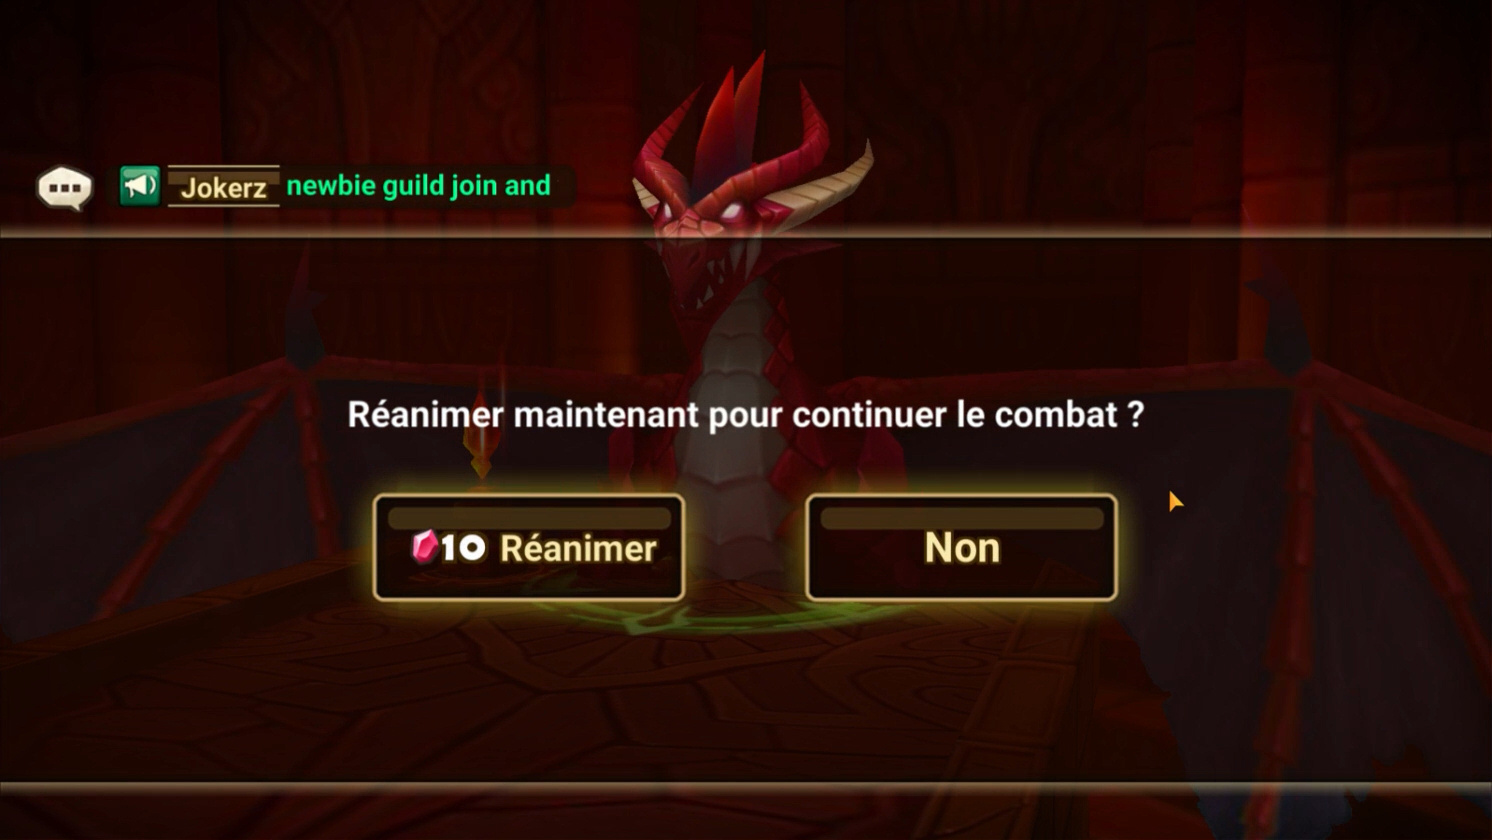 Jokerz newbie guild join and
Réanimer maintenant pour continuer le combat ?
10 Réanimer
Non